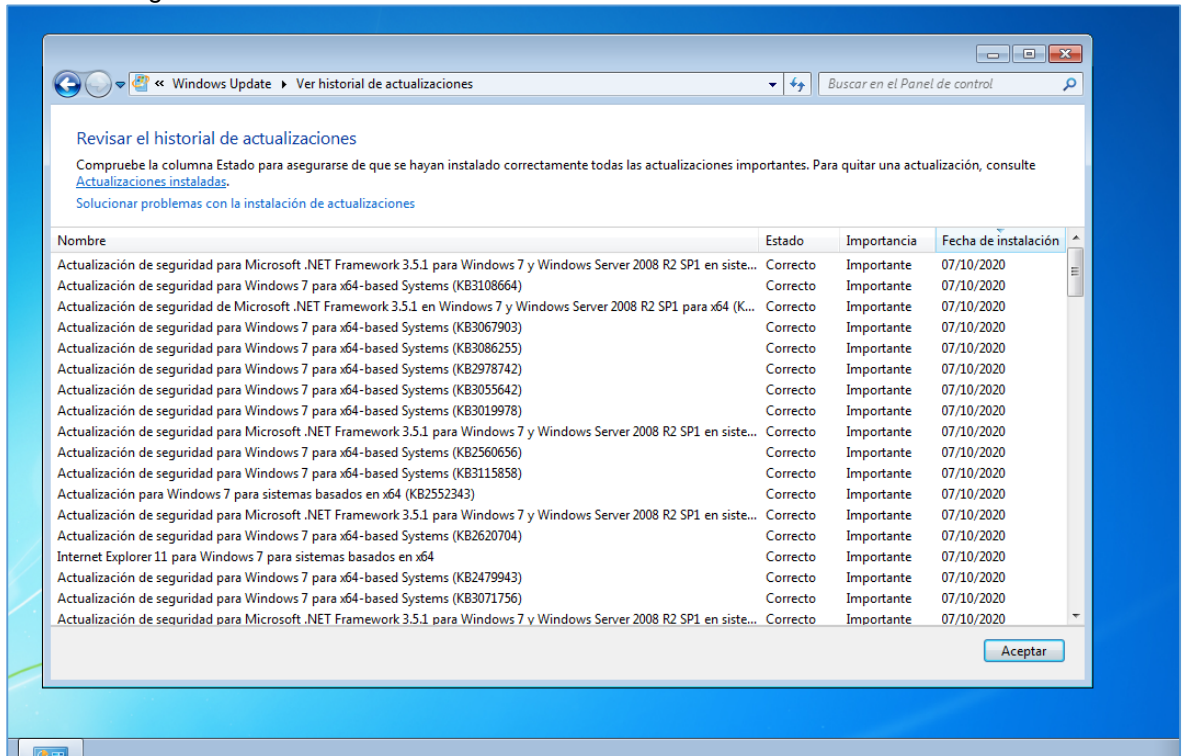 « Windows Update ▸ Ver historial de actualizaciones
Buscar en el Panel de control
Revisar el historial de actualizaciones
Compruebe la columna Estado para asegurarse de que se hayan instalado correctamente todas las actualizaciones importantes. Para quitar una actualización, consulte
Actualizaciones instaladas.
Solucionar problemas con la instalación de actualizaciones
Nombre Estado Importancia Fecha de instalación
Actualización de seguridad para Microsoft .NET Framework 3.5.1 para Windows 7 y Windows Server 2008 R2 SP1 en siste... Correcto Importante 07/10/2020
Actualización de seguridad para Windows 7 para x64-based Systems (KB3108664) Correcto Importante 07/10/2020
Actualización de seguridad de Microsoft .NET Framework 3.5.1 en Windows 7 y Windows Server 2008 R2 SP1 para x64 (K... Correcto Importante 07/10/2020
Actualización de seguridad para Windows 7 para x64-based Systems (KB3067903) Correcto Importante 07/10/2020
Actualización de seguridad para Windows 7 para x64-based Systems (KB3086255) Correcto Importante 07/10/2020
Actualización de seguridad para Windows 7 para x64-based Systems (KB2978742) Correcto Importante 07/10/2020
Actualización de seguridad para Windows 7 para x64-based Systems (KB3055642) Correcto Importante 07/10/2020
Actualización de seguridad para Windows 7 para x64-based Systems (KB3019978) Correcto Importante 07/10/2020
Actualización de seguridad para Microsoft .NET Framework 3.5.1 para Windows 7 y Windows Server 2008 R2 SP1 en siste... Correcto Importante 07/10/2020
Actualización de seguridad para Windows 7 para x64-based Systems (KB2560656) Correcto Importante 07/10/2020
Actualización de seguridad para Windows 7 para x64-based Systems (KB3115858) Correcto Importante 07/10/2020
Actualización para Windows 7 para sistemas basados en x64 (KB2552343) Correcto Importante 07/10/2020
Actualización de seguridad para Microsoft .NET Framework 3.5.1 para Windows 7 y Windows Server 2008 R2 SP1 en siste... Correcto Importante 07/10/2020
Actualización de seguridad para Windows 7 para x64-based Systems (KB2620704) Correcto Importante 07/10/2020
Internet Explorer 11 para Windows 7 para sistemas basados en x64 Correcto Importante 07/10/2020
Actualización de seguridad para Windows 7 para x64-based Systems (KB2479943) Correcto Importante 07/10/2020
Actualización de seguridad para Windows 7 para x64-based Systems (KB3071756) Correcto Importante 07/10/2020
Actualización de seguridad para Microsoft .NET Framework 3.5.1 para Windows 7 y Windows Server 2008 R2 SP1 en siste... Correcto Importante 07/10/2020
Aceptar